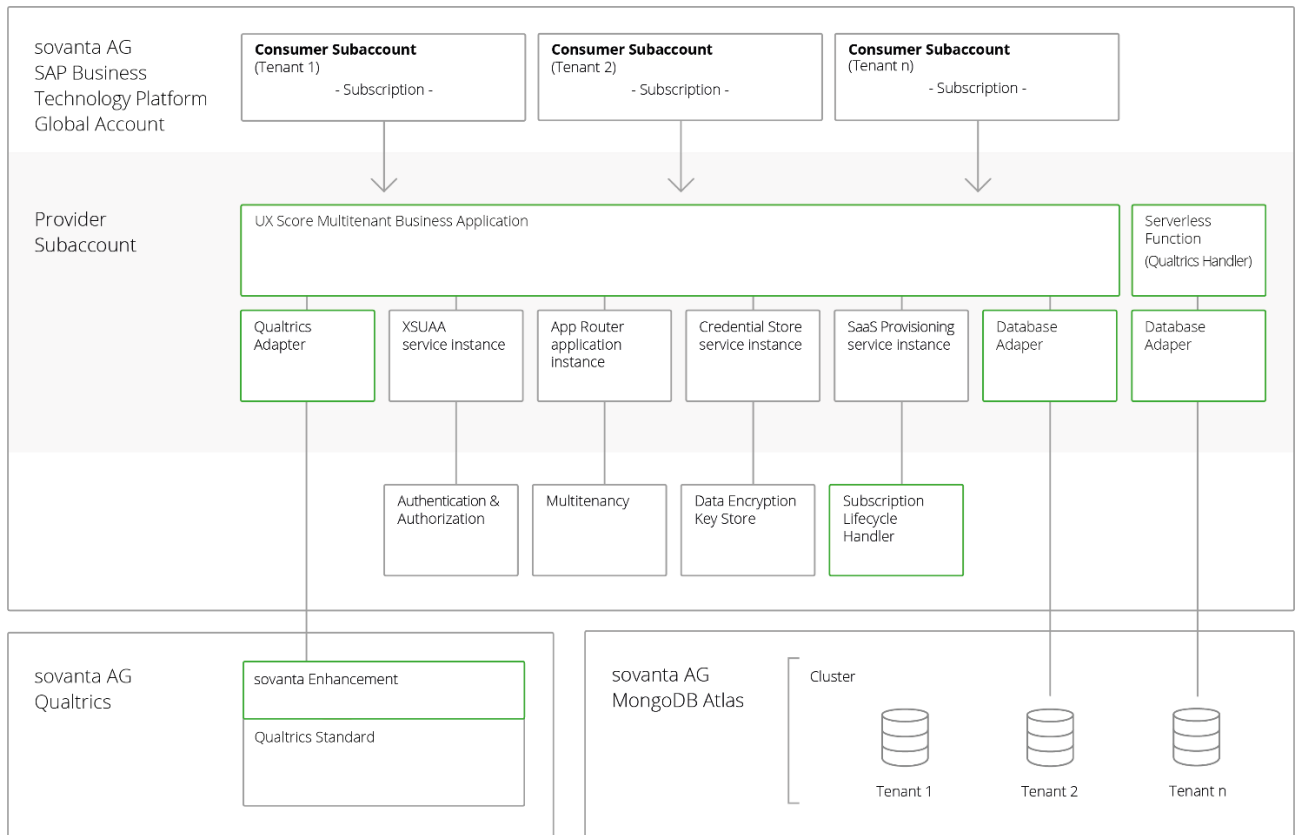 sovanta AG
SAP Business
Technology Platform
Global Account
Consumer Subaccount
(Tenant 1)
- Subscription -
Consumer Subaccount
(Tenant 2)
- Subscription -
Consumer Subaccount
(Tenant n)
- Subscription -
Provider
Subaccount
UX Score Multitenant Business Application
Serverless
Function
(Qualtrics Handler)
Qualtrics
Adapter
XSUAA
service instance
App Router
application
instance
Credential Store
service instance
SaaS Provisioning
service instance
Database
Adaper
Database
Adaper
Authentication &
Authorization
Multitenancy
Data Encryption
Key Store
Subscription
Lifecycle
Handler
sovanta AG
Qualtrics
sovanta Enhancement
Qualtrics Standard
sovanta AG
MongoDB Atlas
Cluster
Tenant 1
Tenant 2
Tenant n